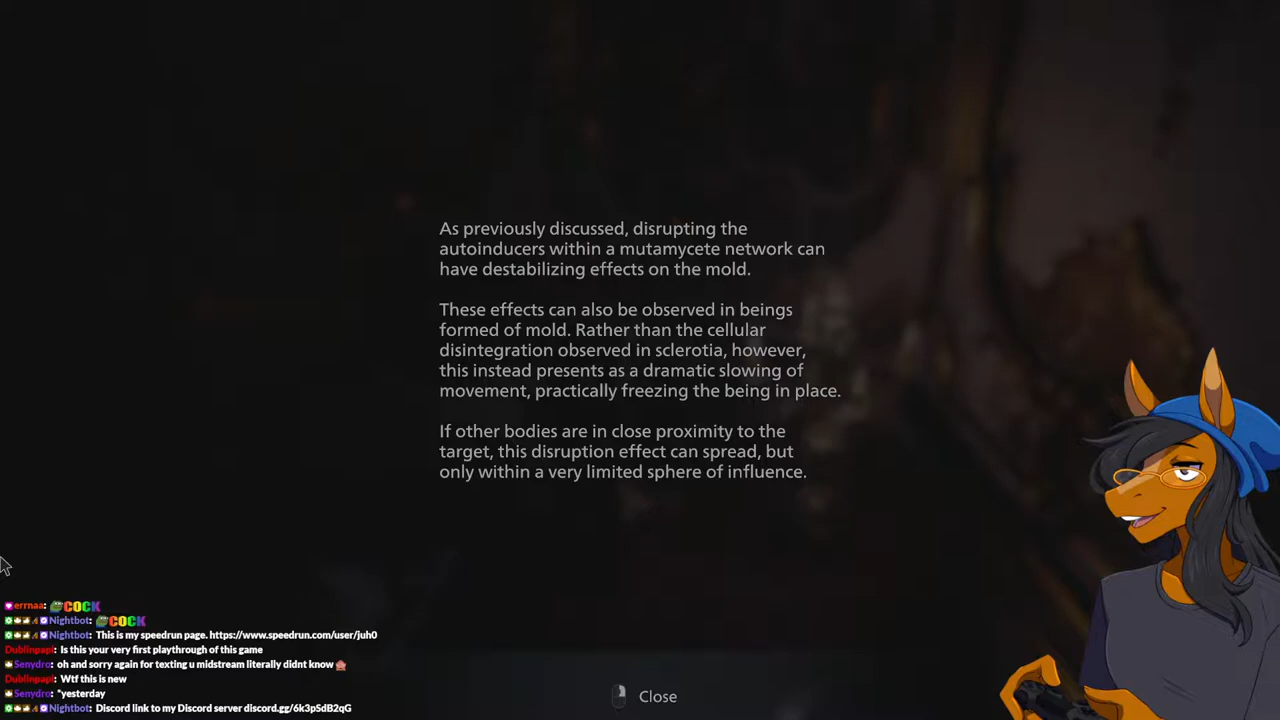 As previously discussed, disrupting the
autoinducers within a mutamycete network can
have destabilizing effects on the mold.
These effects can also be observed in beings
formed of mold. Rather than the cellular
disintegration observed in sclerotia, however,
this instead presents as a dramatic slowing of
movement, practically freezing the being in place.
If other bodies are in close proximity to the
target, this disruption effect can spread, but
only within a very limited sphere of influence.
errnaa: COCK
Nightbot: COCK
Nightbot: This is my speedrun page. https://www.speedrun.com/user/juh0
Dublinpapi: Is this your very first playthrough of this game
Senydro: oh and sorry again for texting u midstream literally didnt know
Dublinpapi: Wtf this is new
Senydro: *yesterday
Nightbot: Discord link to my Discord server discord.gg/6k3pSdB2qG
Close